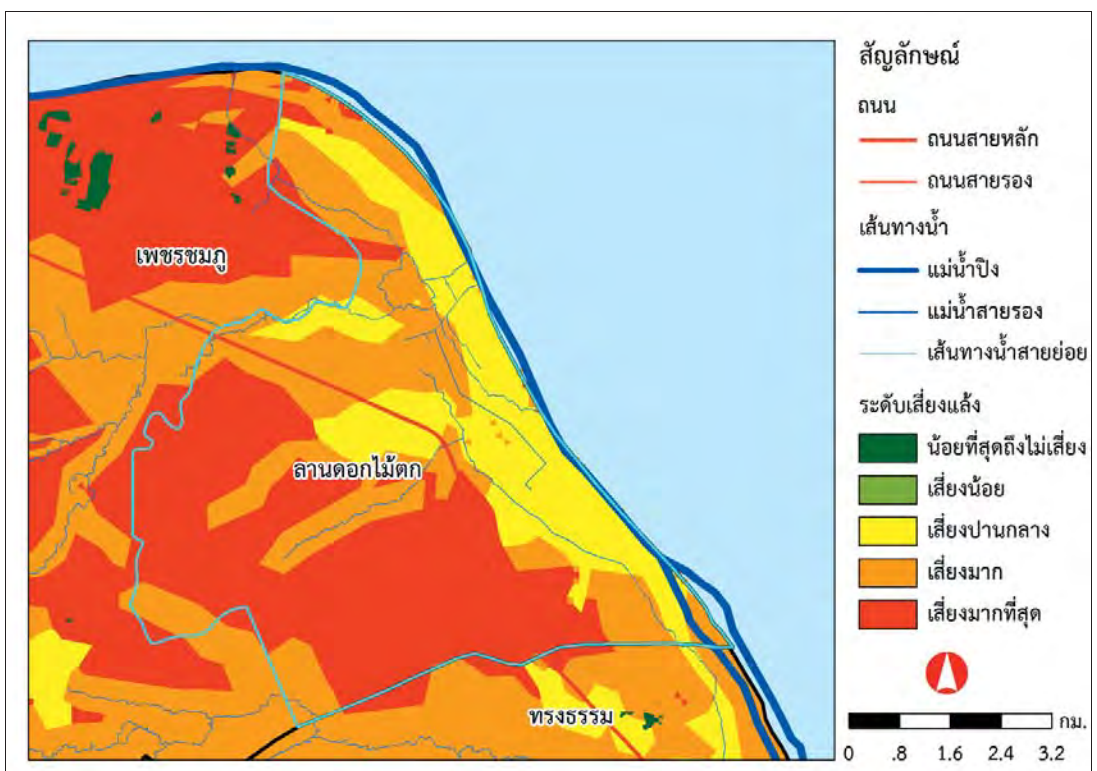 สัญลักษณ์
ถนน
ถนนสายหลัก
ถนนสายรอง
เส้นทางน้ำ
แม่น้ำปิง
แม่น้ำสายรอง
เส้นทางน้ำสายย่อย
ระดับเสี่ยงแล้ง
น้อยที่สุดถึงไม่เสี่ยง
เสี่ยงน้อย
เสี่ยงปานกลาง
เสี่ยงมาก
เสี่ยงมากที่สุด
กม.
0 .8 1.6 2.4 3.2
เพชรชมภู
ลานดอกไม้ตก
ทรงธรรม